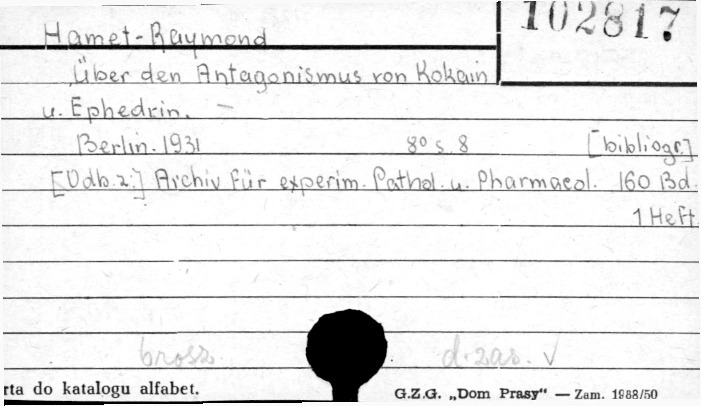 102817
Hamet-Raymond
Über den Antagonismus von Kokain
u. Ephedrin. —
Berlin. 1931 8° s. 8 [bibliogr.]
[Odb. z:] Archiv für experim. Pathol. u. Pharmacol. 160 Bd.
1 Heft
brosz. d. zas. √
rta do katalogu alfabet. G.Z.G. „Dom Prasy“ — Zam. 1988/50